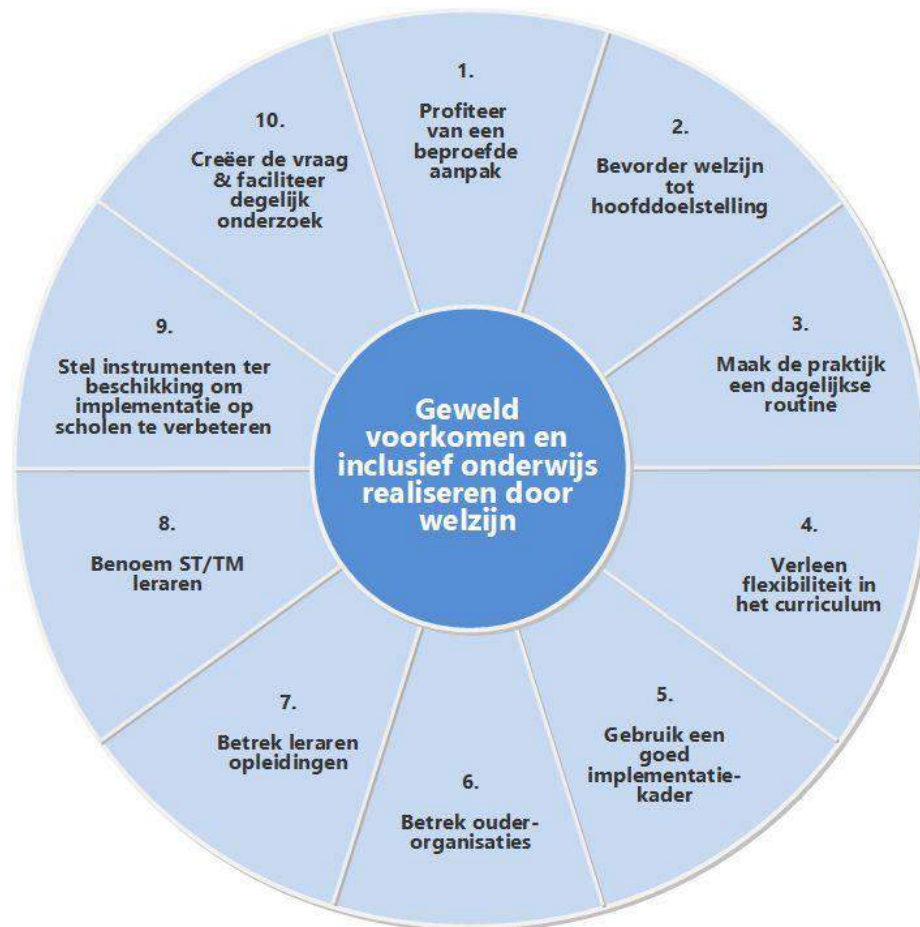 1.
Profiteer
van een
beproefde
aanpak
2.
Bevorder welzijn
tot
hoofddoelstelling
3.
Maak de praktijk
een dagelijkse
routine
4.
Verleen
flexibiliteit in
het curriculum
5.
Gebruik een
goed
implementatie-
kader
6.
Betrek ouder-
organisaties
7.
Betrek leraren
opleidingen
8.
Benoem ST/TM
leraren
9.
Stel instrumenten ter
beschikking om
implementatie op
scholen te verbeteren
10.
Creëer de vraag
& faciliteer
degelijk
onderzoek
Geweld
voorkomen en
inclusief onderwijs
realiseren door
welzijn